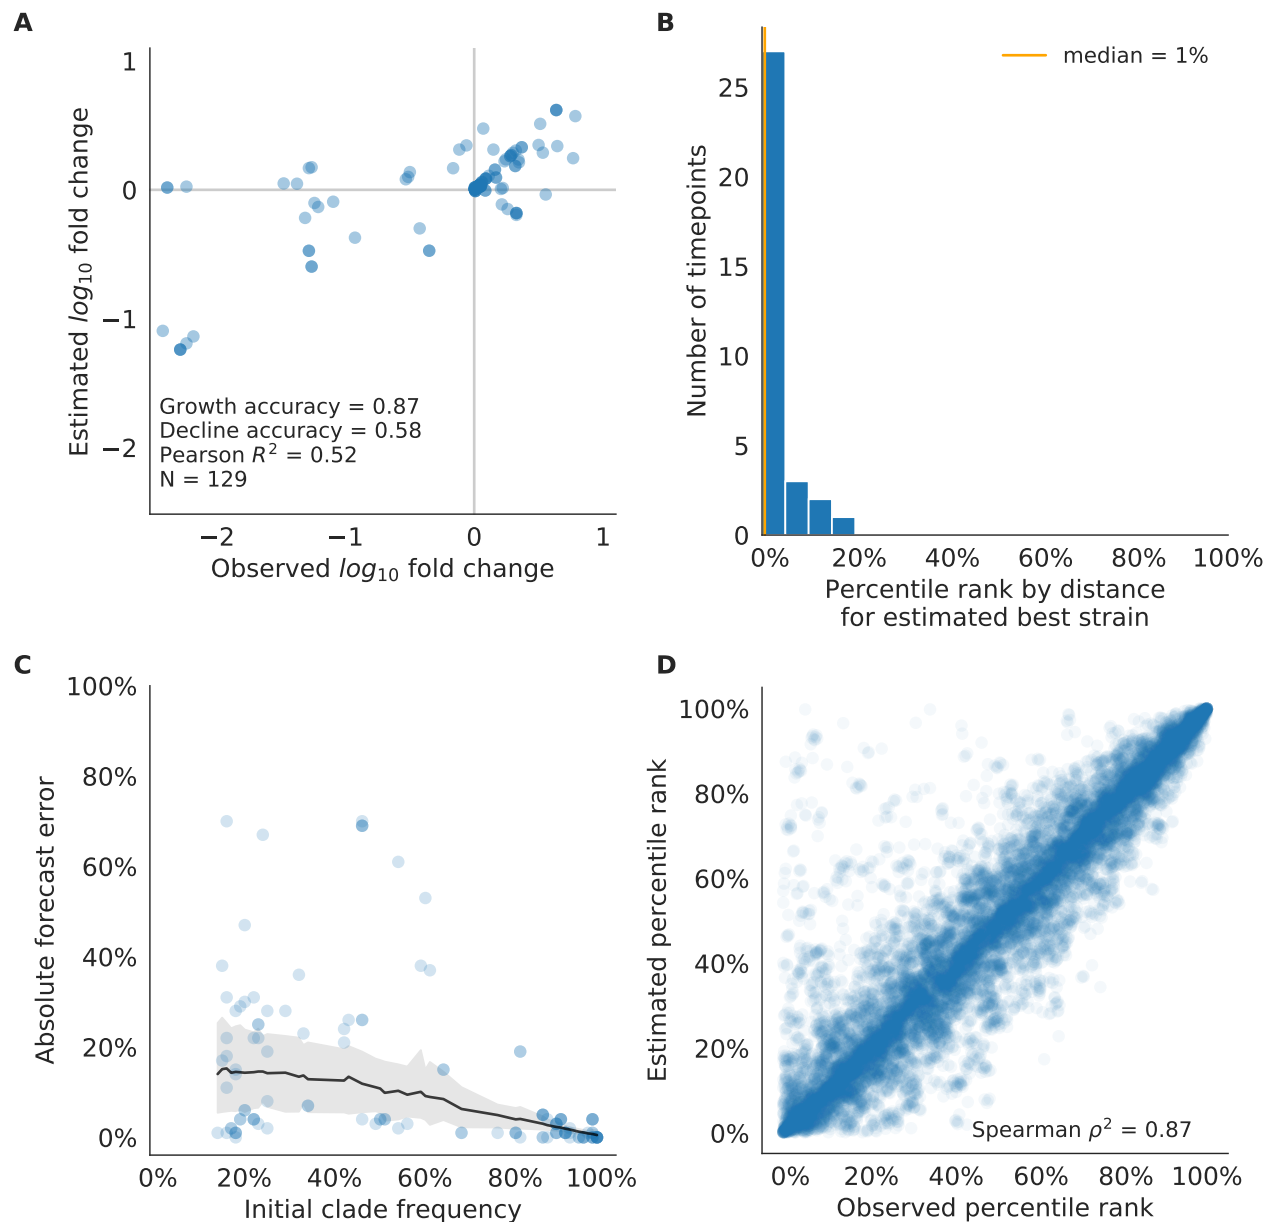 A
1
0
−1
−2
Estimated log10 fold change
Growth accuracy = 0.87
Decline accuracy = 0.58
Pearson R² = 0.52
N = 129
−2 −1 0 1
Observed log10 fold change
B
median = 1%
25
20
15
10
5
0
Number of timepoints
0% 20% 40% 60% 80% 100%
Percentile rank by distance
for estimated best strain
C
100%
80%
60%
40%
20%
0%
Absolute forecast error
0% 20% 40% 60% 80% 100%
Initial clade frequency
D
100%
80%
60%
40%
20%
0%
Estimated percentile rank
Spearman ρ² = 0.87
0% 20% 40% 60% 80% 100%
Observed percentile rank